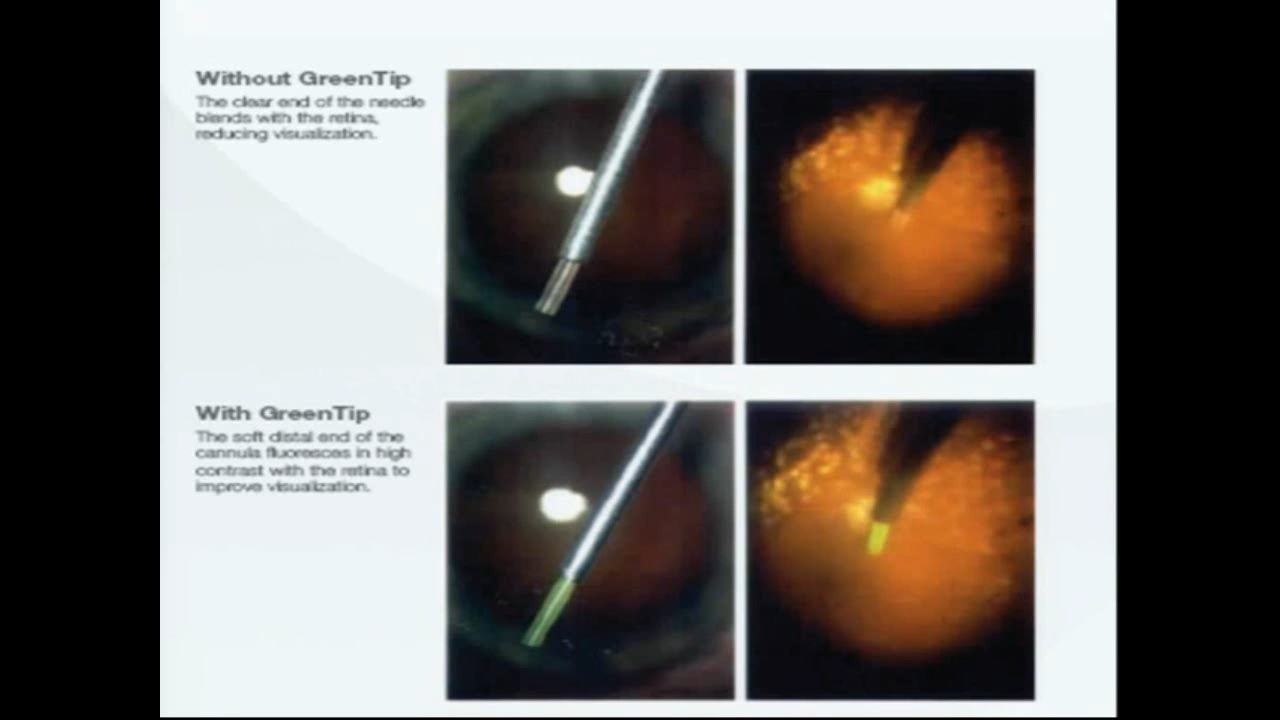 Without GreenTip
The clear end of the needle
blends with the retina,
reducing visualization.
With GreenTip
The soft distal end of the
cannula fluoresces in high
contrast with the retina to
improve visualization.